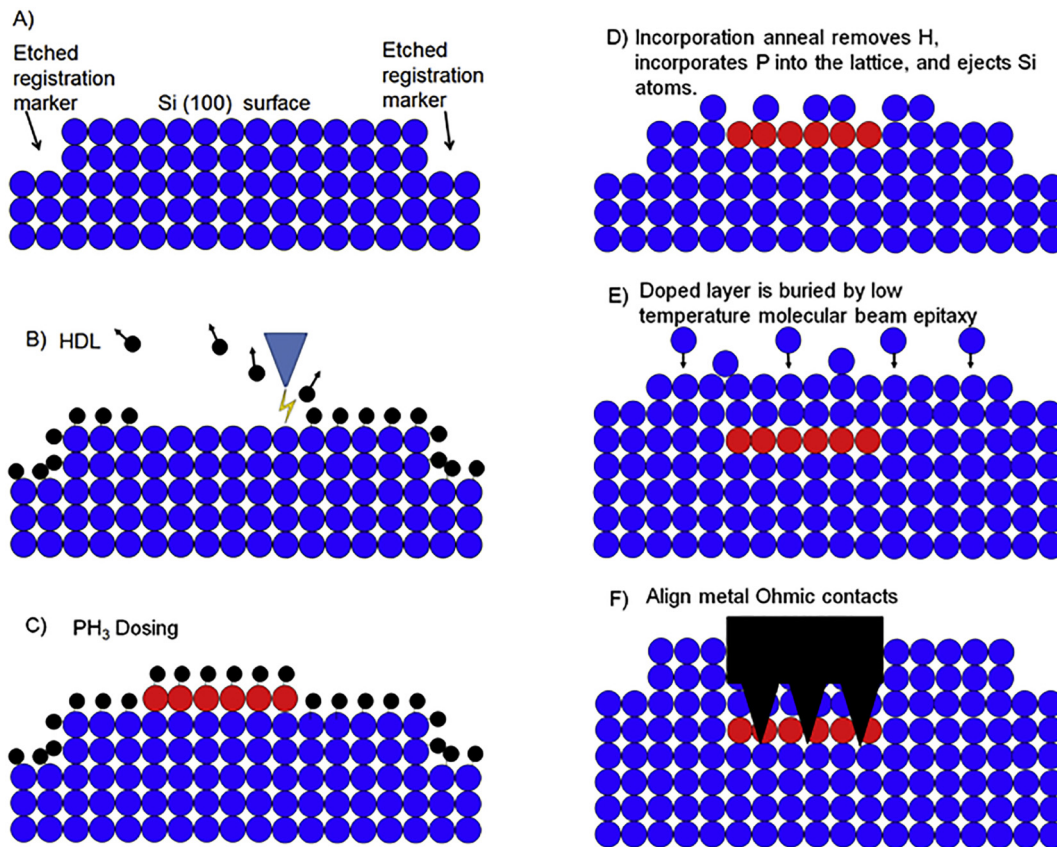 A)
Etched
registration
marker
Si (100) surface
Etched
registration
marker
B) HDL
C) PH₃ Dosing
D) Incorporation anneal removes H,
incorporates P into the lattice, and ejects Si
atoms.
E) Doped layer is buried by low
temperature molecular beam epitaxy
F) Align metal Ohmic contacts